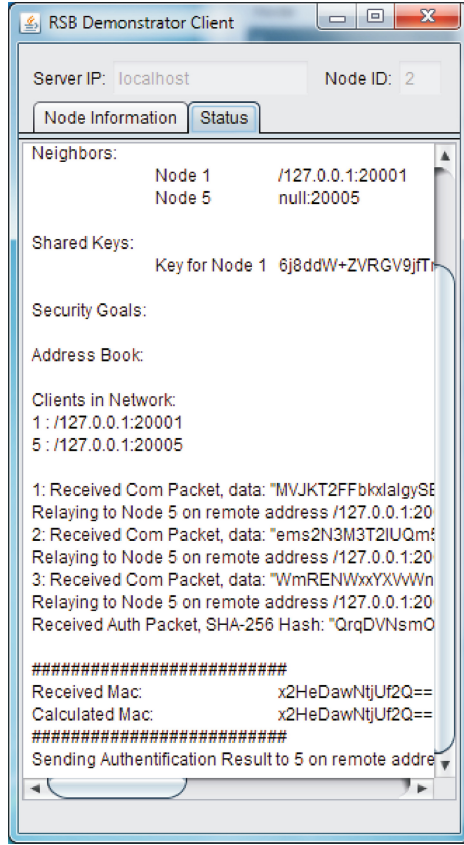 RSB Demonstrator Client
Server IP: localhost Node ID: 2
Node Information Status
Neighbors:
Node 1 /127.0.0.1:20001
Node 5 null:20005
Shared Keys:
Key for Node 1 6j8ddW+ZVRGV9jfTr
Security Goals:
Address Book:
Clients in Network:
1 : /127.0.0.1:20001
5 : /127.0.0.1:20005
1: Received Com Packet, data: "MVJKT2FFbkxlalgySE
Relaying to Node 5 on remote address /127.0.0.1:20
2: Received Com Packet, data: "ems2N3M3T2lUQm5
Relaying to Node 5 on remote address /127.0.0.1:20
3: Received Com Packet, data: "WmRENWxxYXVvWn
Relaying to Node 5 on remote address /127.0.0.1:20
Received Auth Packet, SHA-256 Hash: "QrqDVNsmO
##########################
Received Mac: x2HeDawNtjUf2Q==
Calculated Mac: x2HeDawNtjUf2Q==
##########################
Sending Authentification Result to 5 on remote addre